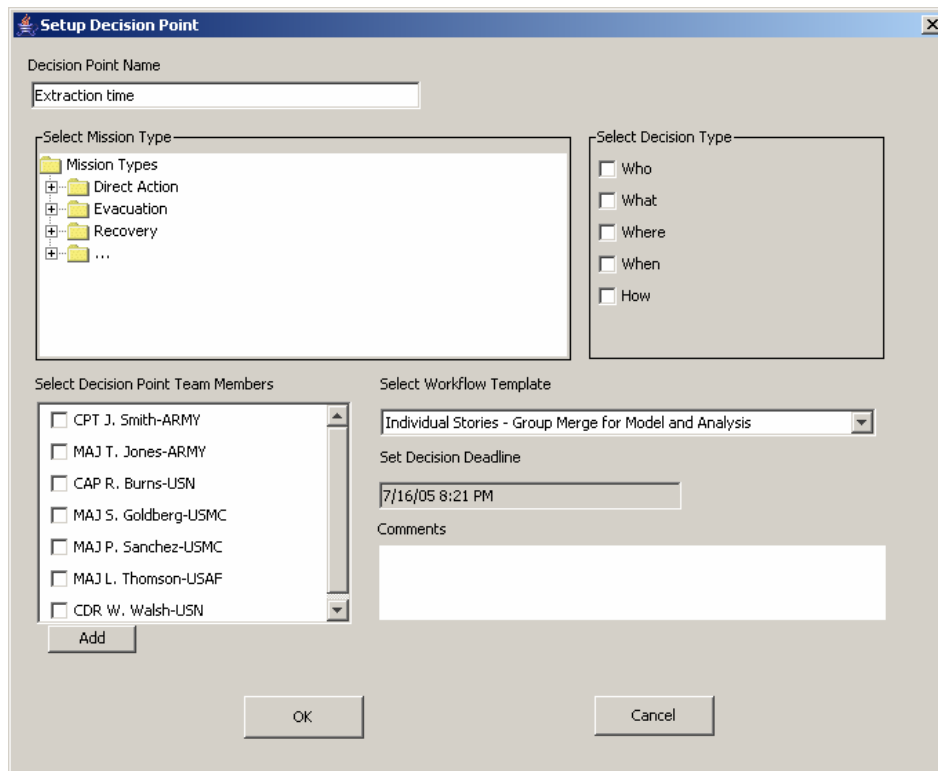 Setup Decision Point
Decision Point Name
Extraction time
Select Mission Type
Mission Types
Direct Action
Evacuation
Recovery
...
Select Decision Type
Who
What
Where
When
How
Select Decision Point Team Members
CPT J. Smith-ARMY
MAJ T. Jones-ARMY
CAP R. Burns-USN
MAJ S. Goldberg-USMC
MAJ P. Sanchez-USMC
MAJ L. Thomson-USAF
CDR W. Walsh-USN
Add
Select Workflow Template
Individual Stories - Group Merge for Model and Analysis
Set Decision Deadline
7/16/05 8:21 PM
Comments
OK
Cancel